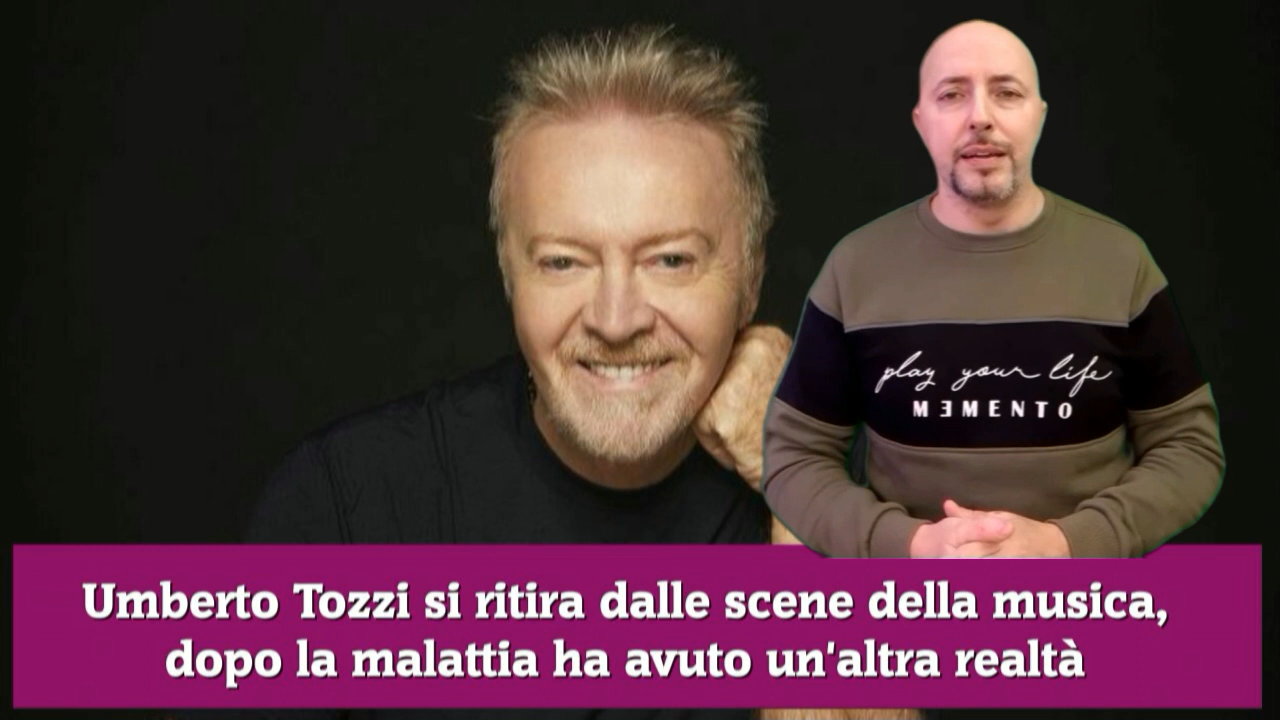 play your life
MƎMENTO
Umberto Tozzi si ritira dalle scene della musica,
dopo la malattia ha avuto un'altra realtà